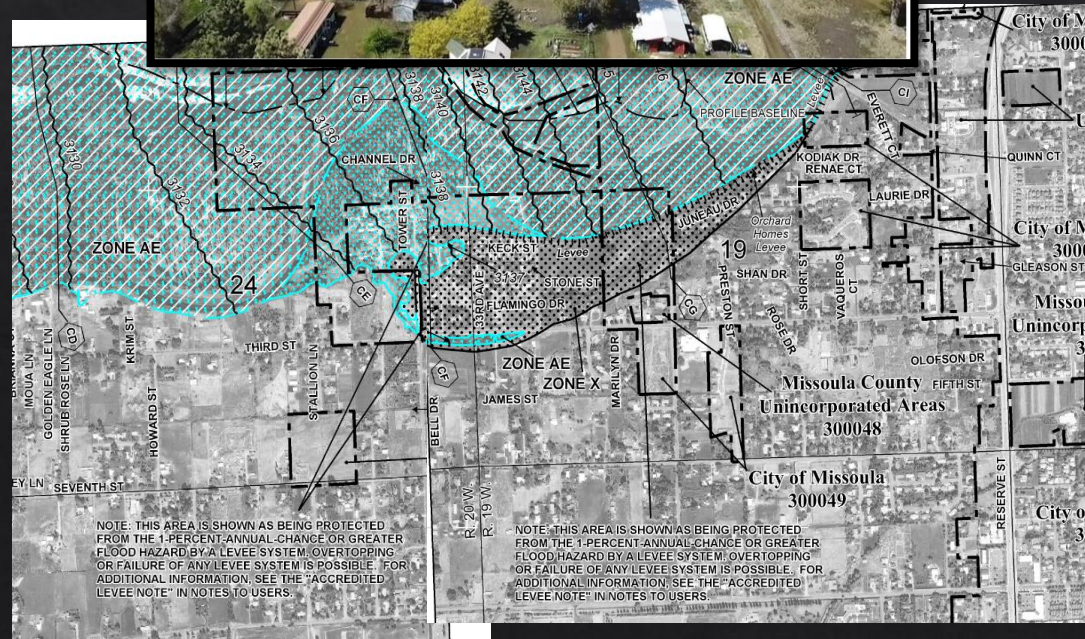 City of M
3000
ZONE AE
CI
CF
3138
3140
3142
3144
PROFILE BASELINE
Levee
EVERETT CT
3136
3134
3130
3132
CHANNEL DR
3138
TOWER ST
KODIAK DR
RENAE CT
QUINN CT
LAURIE DR
JUNEAU DR
Orchard
Homes
Levee
City of M
3000
ZONE AE
24
KECK ST
Levee
19
3137
STONE ST
33RD AVE
FLAMINGO DR
SHAN DR
GLEASON ST
CE
CG
PRESTON ST
SHORT ST
VAQUEROS
CT
ROSE DR
Misso
Unincorp
3
CD
MOUA LN
GOLDEN EAGLE LN
SHRUB ROSE LN
KRIM ST
THIRD ST
STALLION LN
HOWARD ST
CF
ZONE AE
ZONE X
MARILYN DR
OLOFSON DR
FIFTH ST
BELL DR
JAMES ST
Missoula County
Unincorporated Areas
300048
City of Missoula
300049
EY LN
SEVENTH ST
R. 20 W.
R. 19 W.
RESERVE ST
City o
3
NOTE: THIS AREA IS SHOWN AS BEING PROTECTED
FROM THE 1-PERCENT-ANNUAL-CHANCE OR GREATER
FLOOD HAZARD BY A LEVEE SYSTEM. OVERTOPPING
OR FAILURE OF ANY LEVEE SYSTEM IS POSSIBLE. FOR
ADDITIONAL INFORMATION, SEE THE "ACCREDITED
LEVEE NOTE" IN NOTES TO USERS.
NOTE: THIS AREA IS SHOWN AS BEING PROTECTED
FROM THE 1-PERCENT-ANNUAL-CHANCE OR GREATER
FLOOD HAZARD BY A LEVEE SYSTEM. OVERTOPPING
OR FAILURE OF ANY LEVEE SYSTEM IS POSSIBLE. FOR
ADDITIONAL INFORMATION, SEE THE "ACCREDITED
LEVEE NOTE" IN NOTES TO USERS.